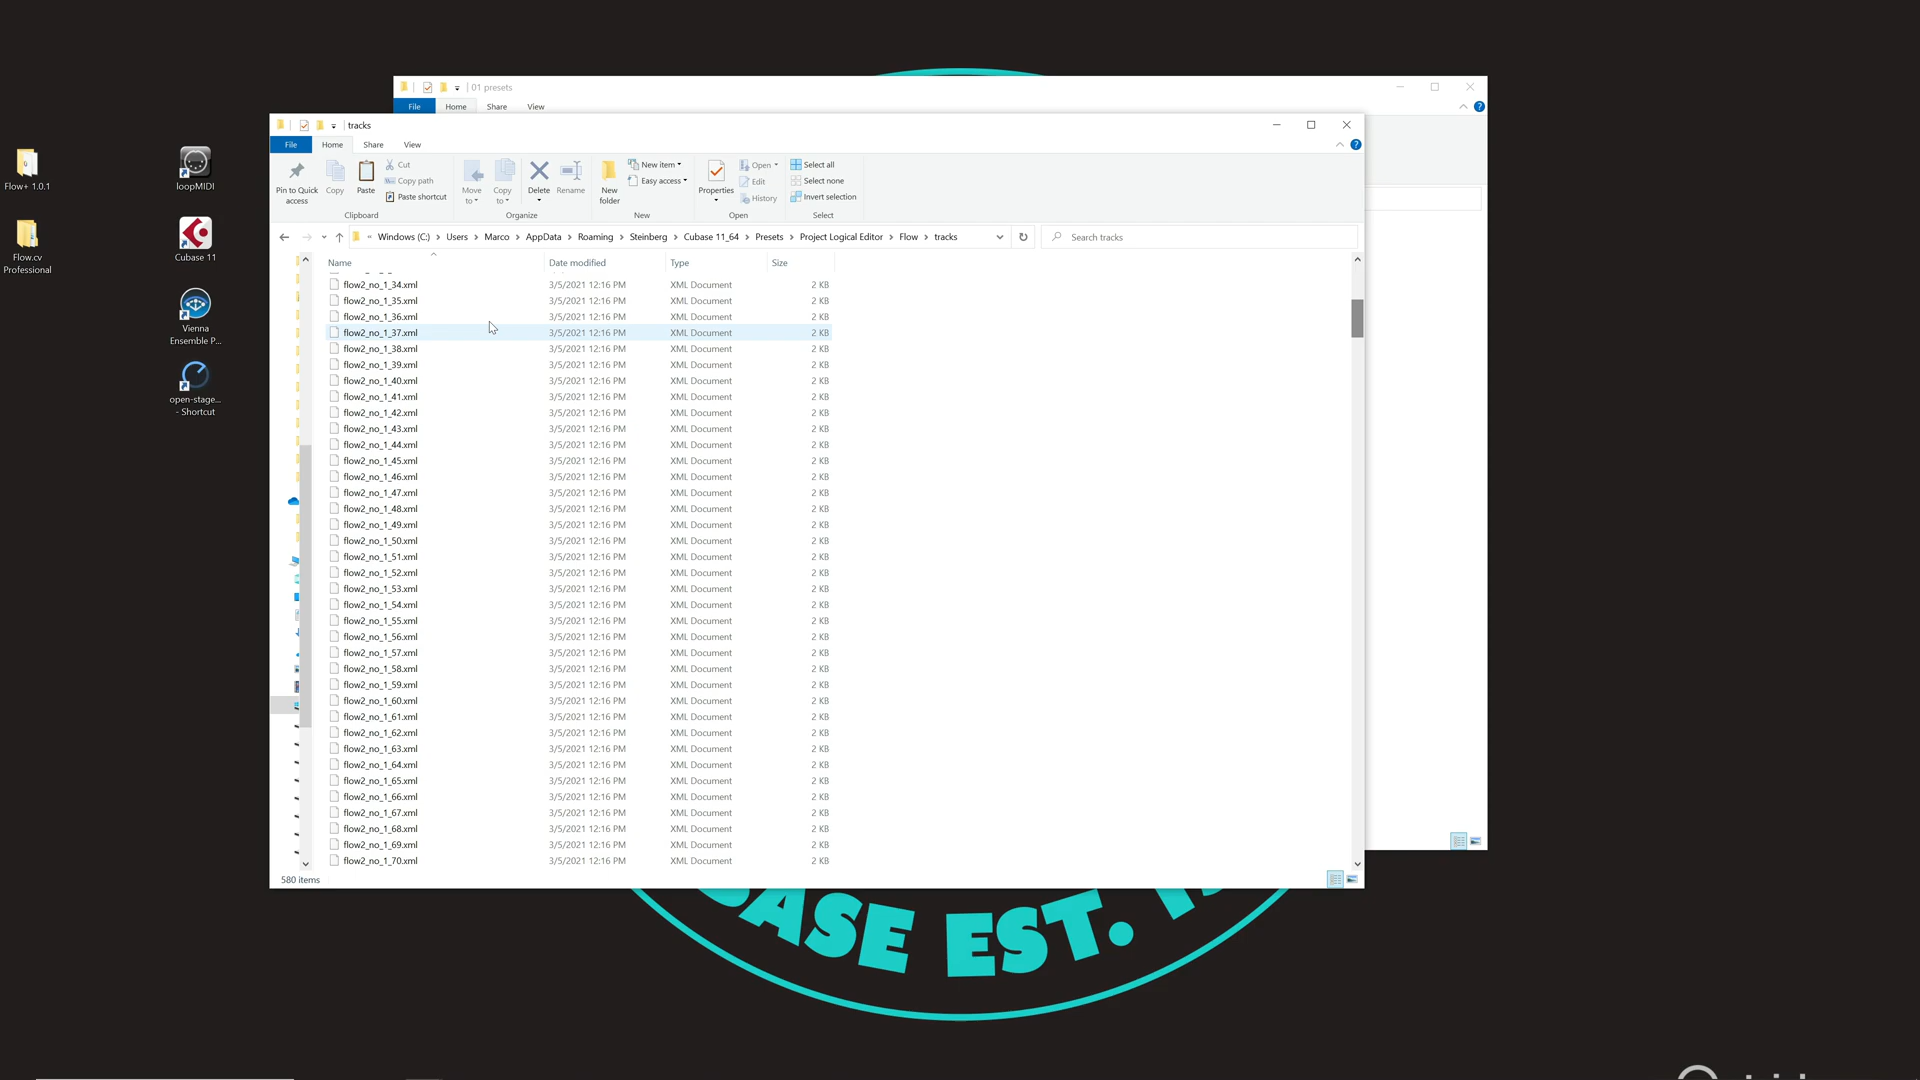 01 presets
File Home Share View
tracks
File Home Share View
Pin to Quick access
Copy
Paste
Cut
Copy path
Paste shortcut
Clipboard
Move to
Copy to
Delete
Rename
Organize
New folder
New item
Easy access
New
Properties
Open
Edit
History
Open
Select all
Select none
Invert selection
Select
« Windows (C:) › Users › Marco › AppData › Roaming › Steinberg › Cubase 11_64 › Presets › Project Logical Editor › Flow › tracks
Search tracks
Name Date modified Type Size
flow2_no_1_34.xml 3/5/2021 12:16 PM XML Document 2 KB
flow2_no_1_35.xml 3/5/2021 12:16 PM XML Document 2 KB
flow2_no_1_36.xml 3/5/2021 12:16 PM XML Document 2 KB
flow2_no_1_37.xml 3/5/2021 12:16 PM XML Document 2 KB
flow2_no_1_38.xml 3/5/2021 12:16 PM XML Document 2 KB
flow2_no_1_39.xml 3/5/2021 12:16 PM XML Document 2 KB
flow2_no_1_40.xml 3/5/2021 12:16 PM XML Document 2 KB
flow2_no_1_41.xml 3/5/2021 12:16 PM XML Document 2 KB
flow2_no_1_42.xml 3/5/2021 12:16 PM XML Document 2 KB
flow2_no_1_43.xml 3/5/2021 12:16 PM XML Document 2 KB
flow2_no_1_44.xml 3/5/2021 12:16 PM XML Document 2 KB
flow2_no_1_45.xml 3/5/2021 12:16 PM XML Document 2 KB
flow2_no_1_46.xml 3/5/2021 12:16 PM XML Document 2 KB
flow2_no_1_47.xml 3/5/2021 12:16 PM XML Document 2 KB
flow2_no_1_48.xml 3/5/2021 12:16 PM XML Document 2 KB
flow2_no_1_49.xml 3/5/2021 12:16 PM XML Document 2 KB
flow2_no_1_50.xml 3/5/2021 12:16 PM XML Document 2 KB
flow2_no_1_51.xml 3/5/2021 12:16 PM XML Document 2 KB
flow2_no_1_52.xml 3/5/2021 12:16 PM XML Document 2 KB
flow2_no_1_53.xml 3/5/2021 12:16 PM XML Document 2 KB
flow2_no_1_54.xml 3/5/2021 12:16 PM XML Document 2 KB
flow2_no_1_55.xml 3/5/2021 12:16 PM XML Document 2 KB
flow2_no_1_56.xml 3/5/2021 12:16 PM XML Document 2 KB
flow2_no_1_57.xml 3/5/2021 12:16 PM XML Document 2 KB
flow2_no_1_58.xml 3/5/2021 12:16 PM XML Document 2 KB
flow2_no_1_59.xml 3/5/2021 12:16 PM XML Document 2 KB
flow2_no_1_60.xml 3/5/2021 12:16 PM XML Document 2 KB
flow2_no_1_61.xml 3/5/2021 12:16 PM XML Document 2 KB
flow2_no_1_62.xml 3/5/2021 12:16 PM XML Document 2 KB
flow2_no_1_63.xml 3/5/2021 12:16 PM XML Document 2 KB
flow2_no_1_64.xml 3/5/2021 12:16 PM XML Document 2 KB
flow2_no_1_65.xml 3/5/2021 12:16 PM XML Document 2 KB
flow2_no_1_66.xml 3/5/2021 12:16 PM XML Document 2 KB
flow2_no_1_67.xml 3/5/2021 12:16 PM XML Document 2 KB
flow2_no_1_68.xml 3/5/2021 12:16 PM XML Document 2 KB
flow2_no_1_69.xml 3/5/2021 12:16 PM XML Document 2 KB
flow2_no_1_70.xml 3/5/2021 12:16 PM XML Document 2 KB
580 items
Flow+ 1.0.1
Flow.cv
Professional
loopMIDI
Cubase 11
Vienna
Ensemble P...
open-stage...
- Shortcut
ASE EST.